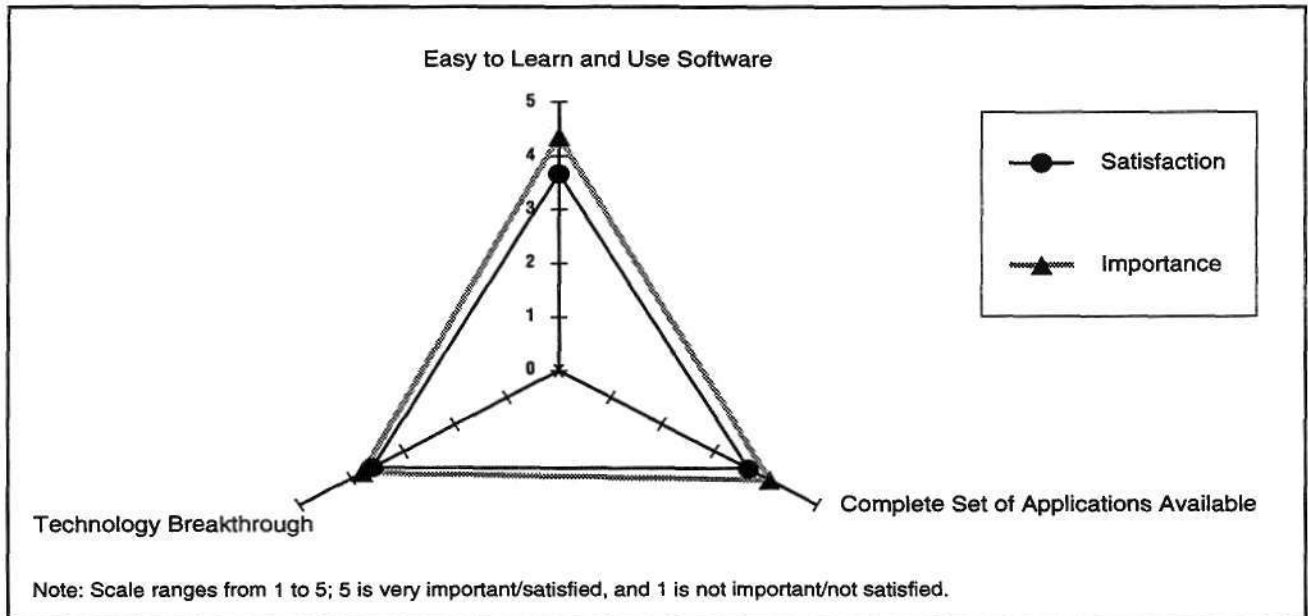 Easy to Learn and Use Software
5
4
3
2
1
0
Satisfaction
Importance
Technology Breakthrough
Complete Set of Applications Available
Note: Scale ranges from 1 to 5; 5 is very important/satisfied, and 1 is not important/not satisfied.